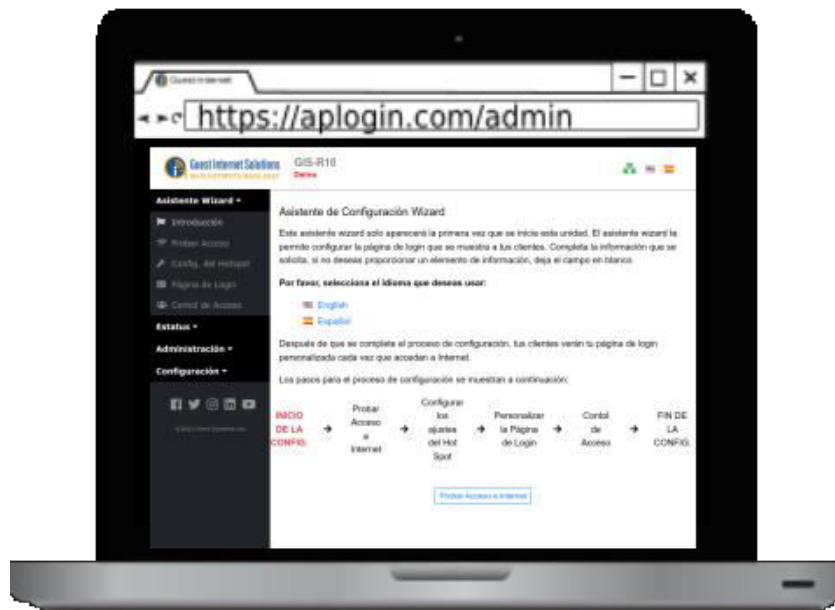 Guest Internet
https://aplogin.com/admin
Guest Internet Solutions
GIS-R10
Demo
Asistente Wizard
Introducción
Probar Acceso
Config. del Hotspot
Página de Login
Contol de Acceso
Estatus
Administración
Configuración
Asistente de Configuración Wizard
Este asistente wizard solo aparecerá la primera vez que se inicie esta unidad. El asistente wizard te
permite configurar la página de login que se muestra a tus clientes. Completa la información que se
solicita, si no deseas proporcionar un elemento de información, deja el campo en blanco.
Por favor, selecciona el idioma que deseas usar:
English
Español
Después de que se complete el proceso de configuración, tus clientes verán tu página de login
personalizada cada vez que accedan a Internet.
Los pasos para el proceso de configuración se muestran a continuación:
INICIO
DE LA
CONFIG.
Probar
Acceso
a
Internet
Configurar
los
ajustes
del Hot
Spot
Personalizar
la Página
de Login
Contol
de
Acceso
FIN DE
LA
CONFIG.
Probar Acceso a Internet